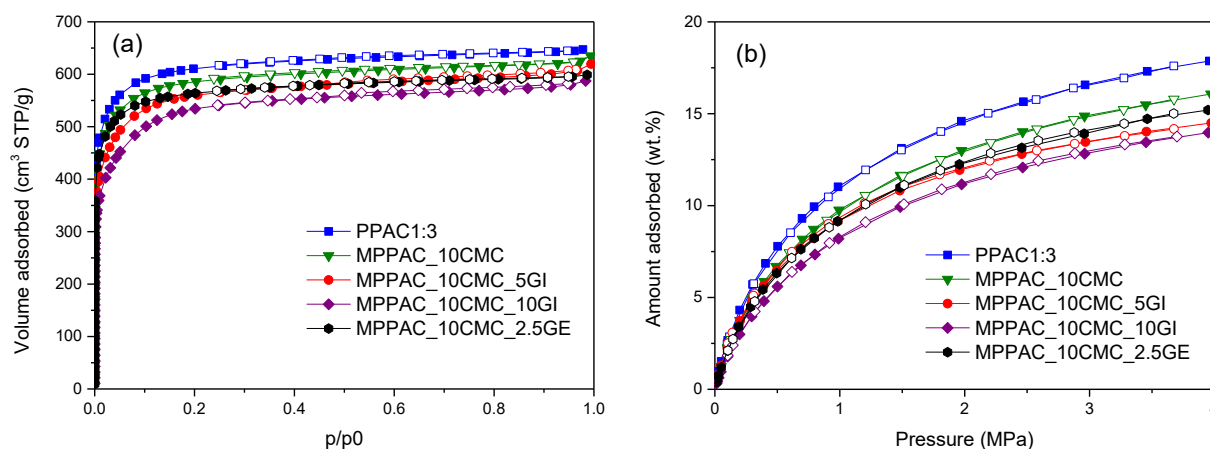 (a)
700
600
500
400
300
200
100
0
Volume adsorbed (cm³ STP/g)
PPAC1:3
MPPAC_10CMC
MPPAC_10CMC_5GI
MPPAC_10CMC_10GI
MPPAC_10CMC_2.5GE
0.0 0.2 0.4 0.6 0.8 1.0
p/p0
(b)
20
15
10
5
0
Amount adsorbed (wt.%)
PPAC1:3
MPPAC_10CMC
MPPAC_10CMC_5GI
MPPAC_10CMC_10GI
MPPAC_10CMC_2.5GE
0 1 2 3
Pressure (MPa)